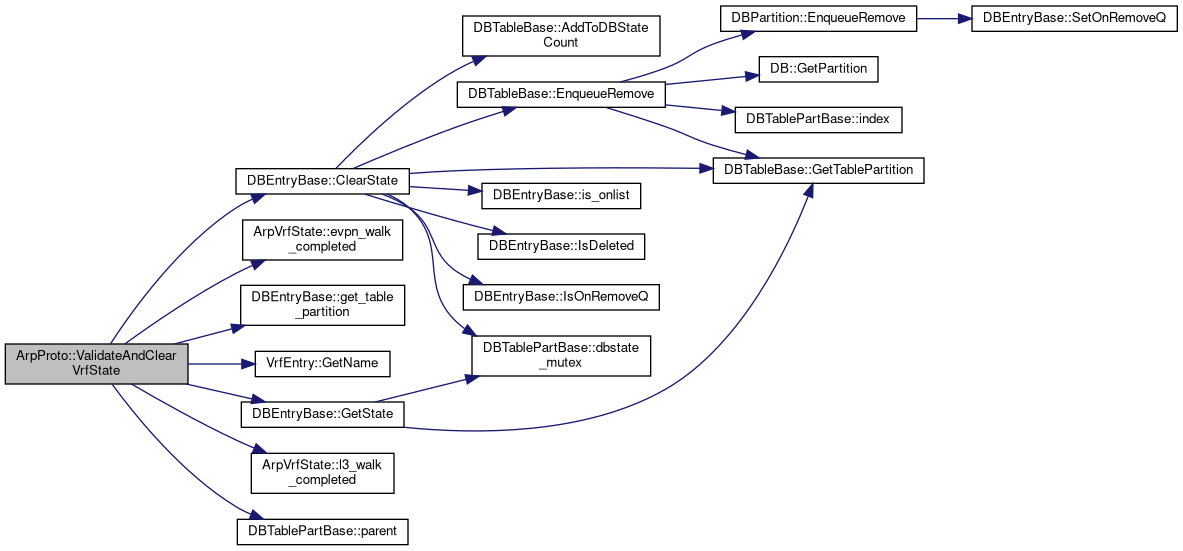 ArpProto::ValidateAndClear
VrfState
DBEntryBase::ClearState
ArpVrfState::evpn_walk
_completed
DBEntryBase::get_table
_partition
VrfEntry::GetName
DBEntryBase::GetState
ArpVrfState::l3_walk
_completed
DBTablePartBase::parent
DBTableBase::AddToDBState
Count
DBTableBase::EnqueueRemove
DBEntryBase::is_onlist
DBEntryBase::IsDeleted
DBEntryBase::IsOnRemoveQ
DBTablePartBase::dbstate
_mutex
DBPartition::EnqueueRemove
DB::GetPartition
DBTablePartBase::index
DBTableBase::GetTablePartition
DBEntryBase::SetOnRemoveQ